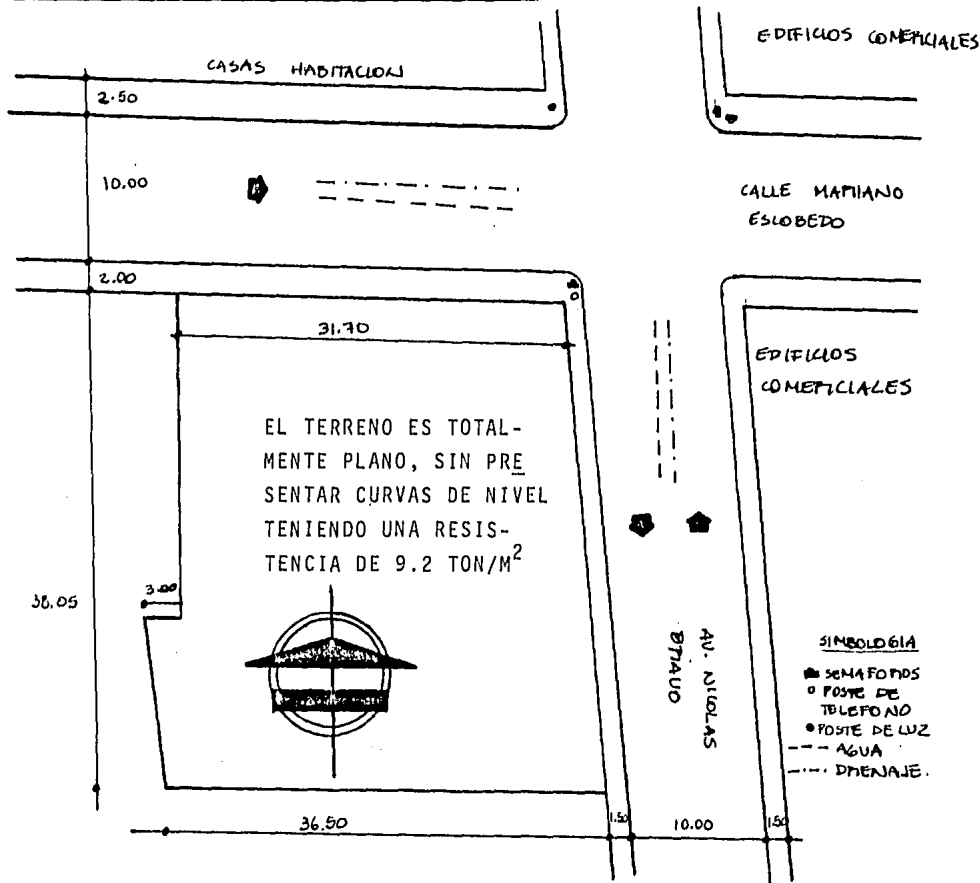 EDIFICIOS COMERCIALES
CASAS HABITACION
2.50
10.00
CALLE MARIANO
ESCOBEDO
2.00
31.70
EDIFICIOS
COMERCIALES
EL TERRENO ES TOTAL-
MENTE PLANO, SIN PRE
SENTAR CURVAS DE NIVEL
TENIENDO UNA RESIS-
TENCIA DE 9.2 TON/M²
3.00
38.05
AV. NICOLAS
BRAVO
SIMBOLOGIA
SEMAFOROS
POSTE DE
TELEFONO
POSTE DE LUZ
AGUA
DRENAJE.
36.50
1.50
10.00
1.50